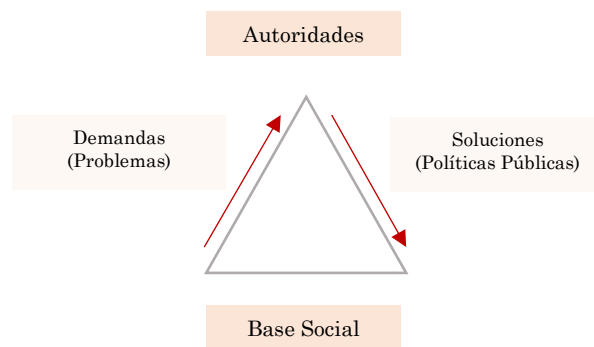 Autoridades
Demandas
(Problemas)
Soluciones
(Políticas Públicas)
Base Social